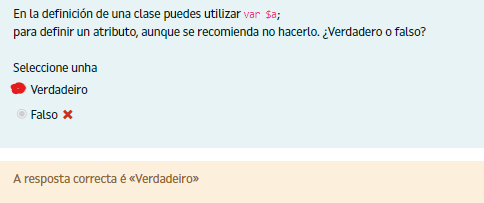 En la definición de una clase puedes utilizar var $a;
para definir un atributo, aunque se recomienda no hacerlo. ¿Verdadero o falso?
Seleccione unha
Verdadeiro
Falso
A resposta correcta é «Verdadeiro»